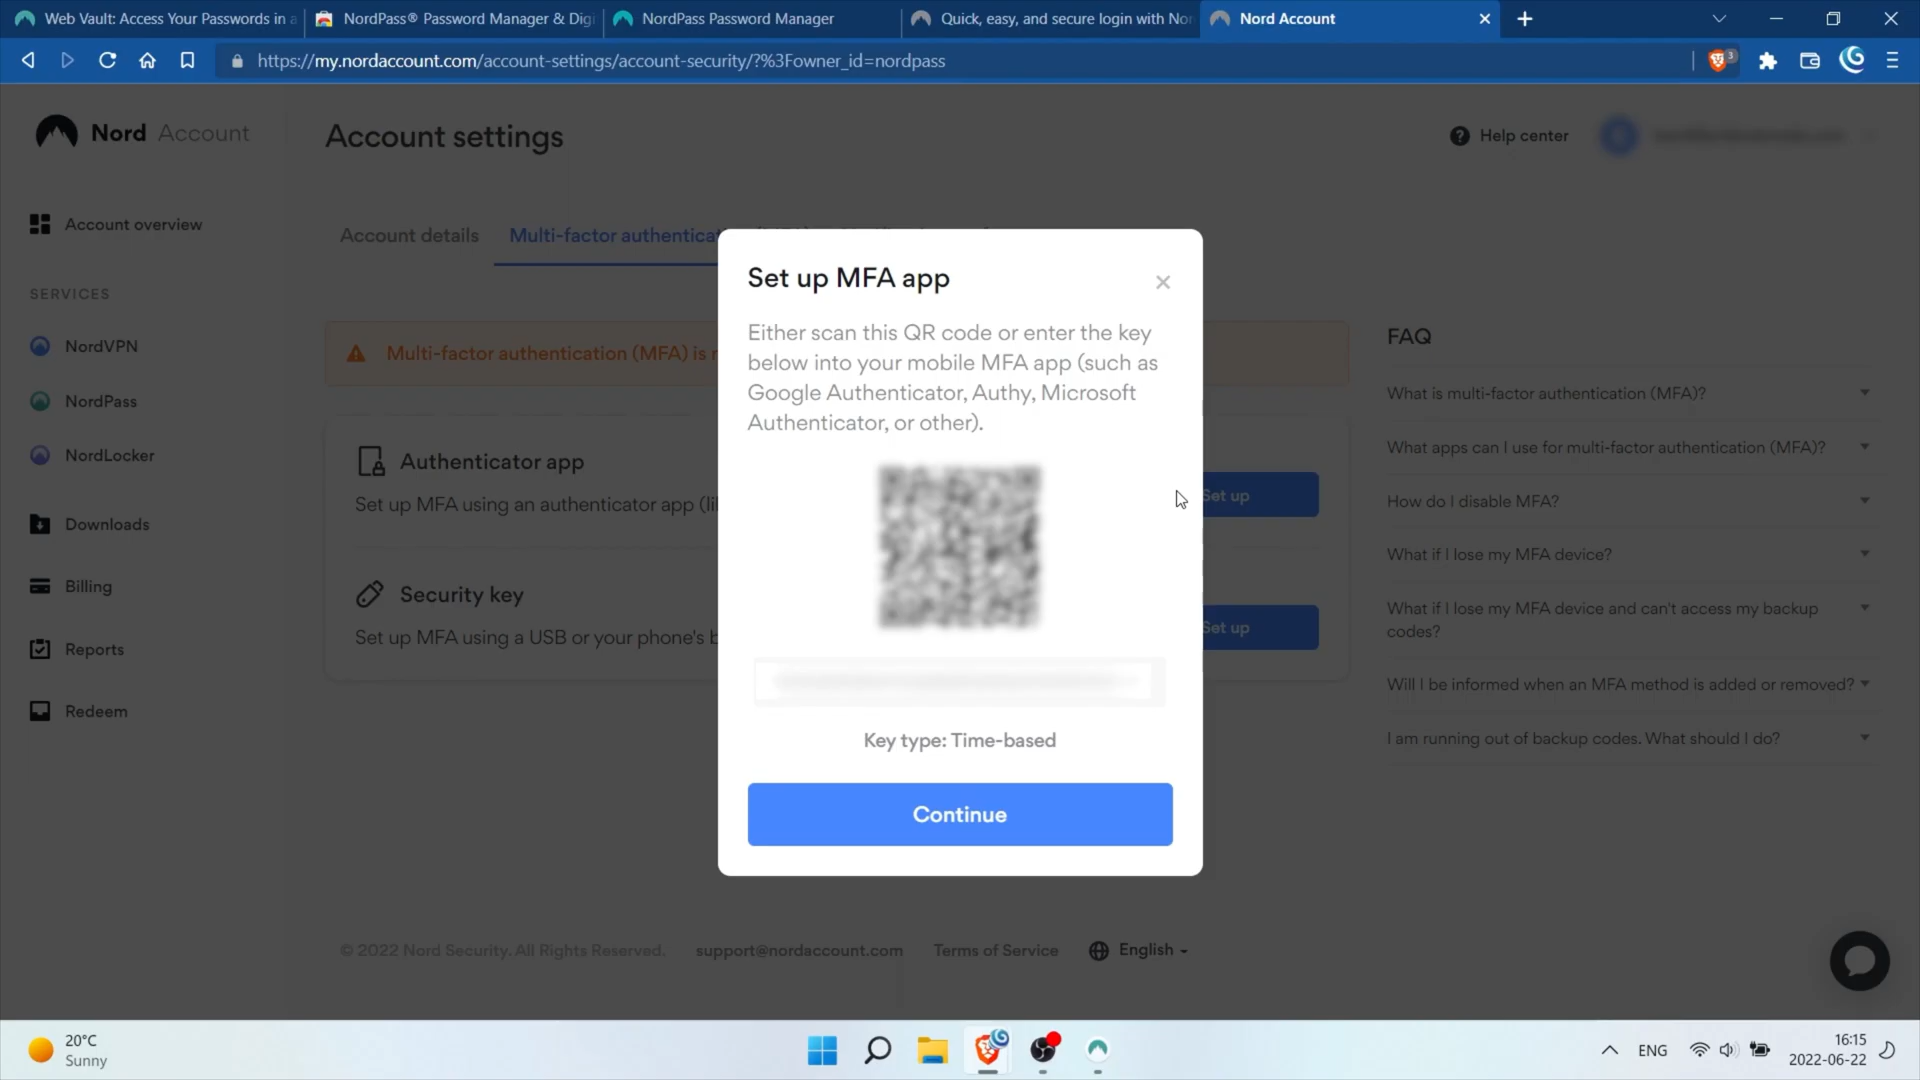 Web Vault: Access Your Passwords in a
NordPass® Password Manager & Digi
NordPass Password Manager
Quick, easy, and secure login with Nor
Nord Account
https://my.nordaccount.com/account-settings/account-security/?%3Fowner_id=nordpass
3
Nord Account
Account settings
Help center
Account overview
Account details
Multi-factor authenticat
SERVICES
NordVPN
NordPass
NordLocker
Downloads
Billing
Reports
Redeem
Multi-factor authentication (MFA) is n
Authenticator app
Set up MFA using an authenticator app (li
Set up
Security key
Set up MFA using a USB or your phone's b
Set up
Set up MFA app
Either scan this QR code or enter the key
below into your mobile MFA app (such as
Google Authenticator, Authy, Microsoft
Authenticator, or other).
Key type: Time-based
Continue
FAQ
What is multi-factor authentication (MFA)?
What apps can I use for multi-factor authentication (MFA)?
How do I disable MFA?
What if I lose my MFA device?
What if I lose my MFA device and can't access my backup
codes?
Will I be informed when an MFA method is added or removed?
I am running out of backup codes. What should I do?
© 2022 Nord Security. All Rights Reserved.
support@nordaccount.com
Terms of Service
English
20°C
Sunny
ENG
16:15
2022-06-22